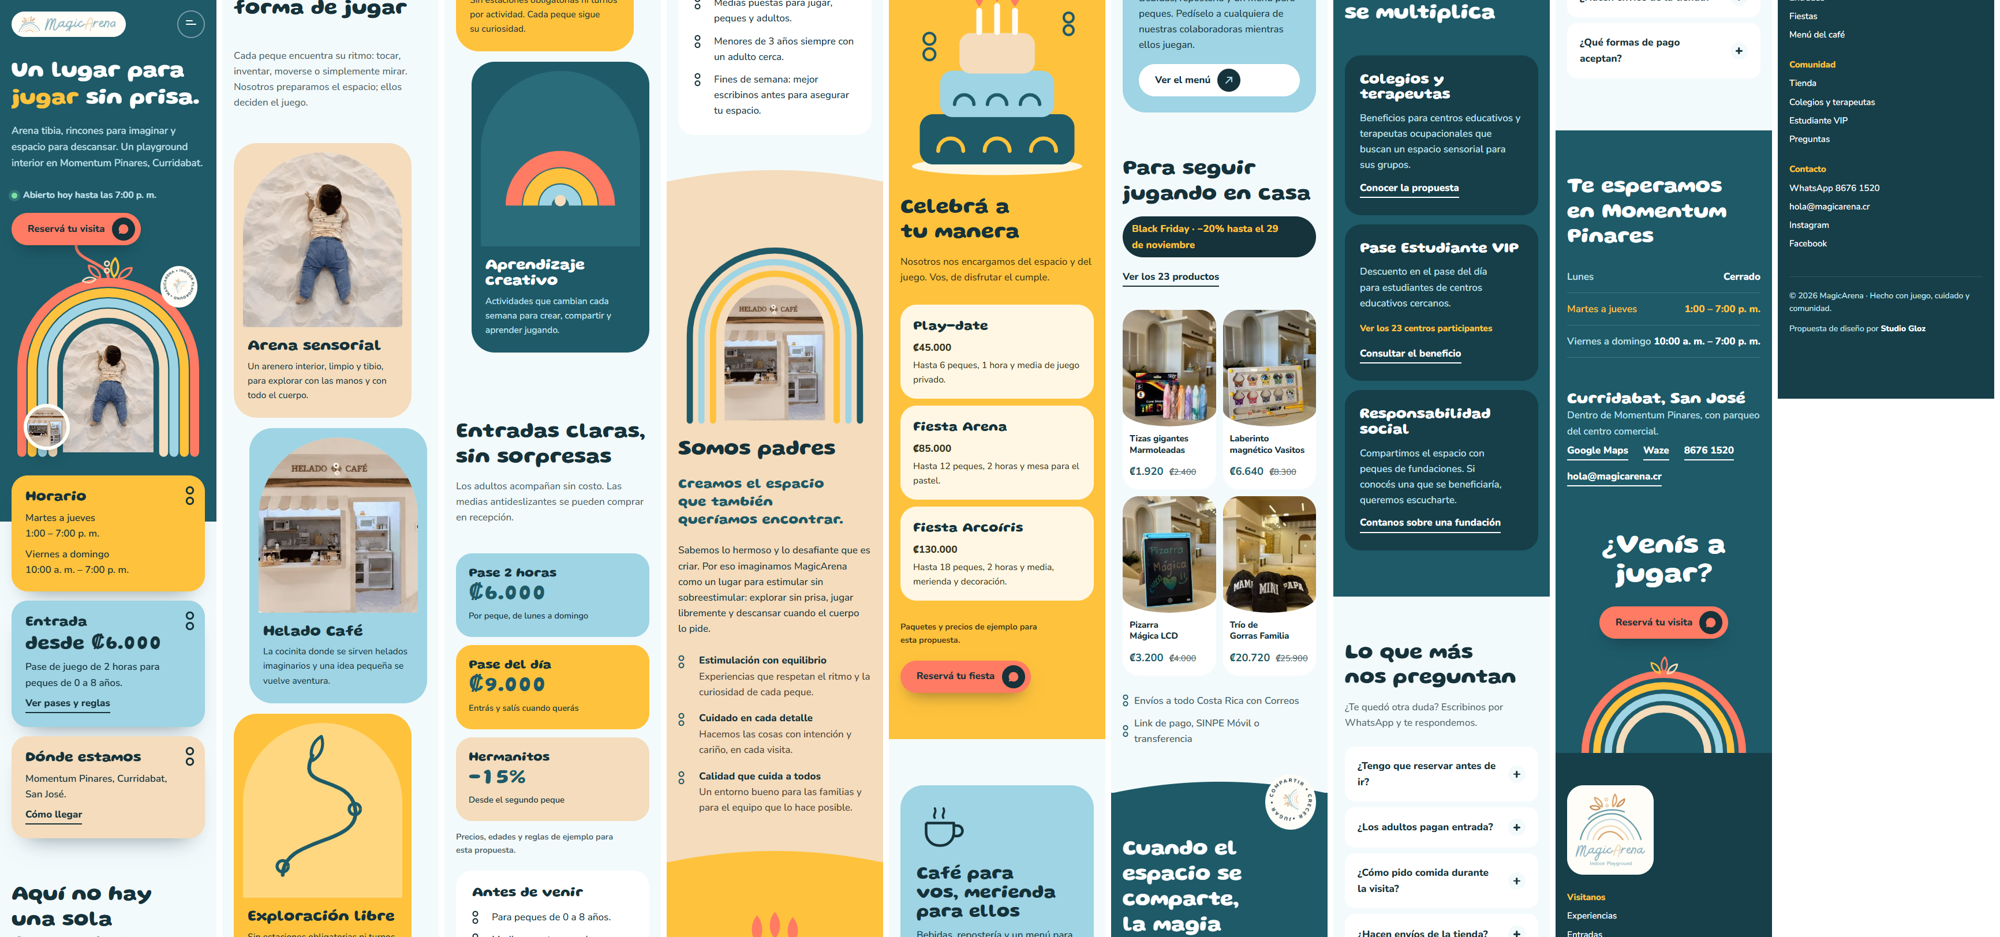 MagicArena
Un lugar para
jugar sin prisa.
Arena tibia, rincones para imaginar y
espacio para descansar. Un playground
interior en Momentum Pinares, Curridabat.
Abierto hoy hasta las 7:00 p. m.
Reservá tu visita
Horario
Martes a jueves
1:00 – 7:00 p. m.
Viernes a domingo
10:00 a. m. – 7:00 p. m.
Entrada
desde ₡6.000
Pase de juego de 2 horas para
peques de 0 a 8 años.
Ver pases y reglas
Dónde estamos
Momentum Pinares, Curridabat,
San José.
Cómo llegar
Aquí no hay
una sola
forma de jugar
Cada peque encuentra su ritmo: tocar,
inventar, moverse o simplemente mirar.
Nosotros preparamos el espacio; ellos
deciden el juego.
Arena sensorial
Un arenero interior, limpio y tibio,
para explorar con las manos y con
todo el cuerpo.
HELADO CAFÉ
Helado Café
La cocinita donde se sirven helados
imaginarios y una idea pequeña se
vuelve aventura.
Exploración libre
Sin estaciones obligatorias ni turnos
por actividad. Cada peque sigue
su curiosidad.
Aprendizaje
creativo
Actividades que cambian cada
semana para crear, compartir y
aprender jugando.
Entradas claras,
sin sorpresas
Los adultos acompañan sin costo. Las
medias antideslizantes se pueden comprar
en recepción.
Pase 2 horas
₡6.000
Por peque, de lunes a domingo
Pase del día
₡9.000
Entrás y salís cuando querás
Hermanitos
−15%
Desde el segundo peque
Precios, edades y reglas de ejemplo para
esta propuesta.
Antes de venir
Para peques de 0 a 8 años.
Medias puestas para jugar,
peques y adultos.
Menores de 3 años siempre con
un adulto cerca.
Fines de semana: mejor
escribinos antes para asegurar
tu espacio.
HELADO CAFÉ
Somos padres
Creamos el espacio
que también
queríamos encontrar.
Sabemos lo hermoso y lo desafiante que es
criar. Por eso imaginamos MagicArena
como un lugar para estimular sin
sobreestimular: explorar sin prisa, jugar
libremente y descansar cuando el cuerpo
lo pide.
Estimulación con equilibrio
Experiencias que respetan el ritmo y la
curiosidad de cada peque.
Cuidado en cada detalle
Hacemos las cosas con intención y
cariño, en cada visita.
Calidad que cuida a todos
Un entorno bueno para las familias y
para el equipo que lo hace posible.
Celebrá a
tu manera
Nosotros nos encargamos del espacio y del
juego. Vos, de disfrutar el cumple.
Play-date
₡45.000
Hasta 6 peques, 1 hora y media de juego
privado.
Fiesta Arena
₡85.000
Hasta 12 peques, 2 horas y mesa para el
pastel.
Fiesta Arcoíris
₡130.000
Hasta 18 peques, 2 horas y media,
merienda y decoración.
Paquetes y precios de ejemplo para
esta propuesta.
Reservá tu fiesta
Café para
vos, merienda
para ellos
Bebidas, repostería y un menú para
peques. Pedíselo a cualquiera de
nuestras colaboradoras mientras
ellos juegan.
Ver el menú
Para seguir
jugando en casa
Black Friday · −20% hasta el 29
de noviembre
Ver los 23 productos
Tizas gigantes
Marmoleadas
₡1.920 ₡2.400
Laberinto
magnético Vasitos
₡6.640 ₡8.300
Pizarra
Mágica LCD
₡3.200 ₡4.000
MINI
PAPA
Trío de
Gorras Familia
₡20.720 ₡25.900
Envíos a todo Costa Rica con Correos
Link de pago, SINPE Móvil o
transferencia
COMPARTIR • CRECER • JUGAR
Cuando el
espacio se
comparte,
la magia
se multiplica
Colegios y
terapeutas
Beneficios para centros educativos y
terapeutas ocupacionales que
buscan un espacio sensorial para
sus grupos.
Conocer la propuesta
Pase Estudiante VIP
Descuento en el pase del día
para estudiantes de centros
educativos cercanos.
Ver los 23 centros participantes
Consultar el beneficio
Responsabilidad
social
Compartimos el espacio con
peques de fundaciones. Si
conocés una que se beneficiaría,
queremos escucharte.
Contanos sobre una fundación
Lo que más
nos preguntan
¿Te quedó otra duda? Escribinos por
WhatsApp y te respondemos.
¿Tengo que reservar antes de
ir?
¿Los adultos pagan entrada?
¿Cómo pido comida durante
la visita?
¿Hacen envíos de la tienda?
¿Qué formas de pago
aceptan?
Te esperamos
en Momentum
Pinares
Lunes Cerrado
Martes a jueves 1:00 – 7:00 p. m.
Viernes a domingo 10:00 a. m. – 7:00 p. m.
Curridabat, San José
Dentro de Momentum Pinares, con parqueo
del centro comercial.
Google Maps Waze 8676 1520
hola@magicarena.cr
¿Venís a
jugar?
Reservá tu visita
MagicArena
Indoor Playground
Visitanos
Experiencias
Entradas
Fiestas
Menú del café
Comunidad
Tienda
Colegios y terapeutas
Estudiante VIP
Preguntas
Contacto
WhatsApp 8676 1520
hola@magicarena.cr
Instagram
Facebook
© 2026 MagicArena · Hecho con juego, cuidado y
comunidad.
Propuesta de diseño por Studio Gloz